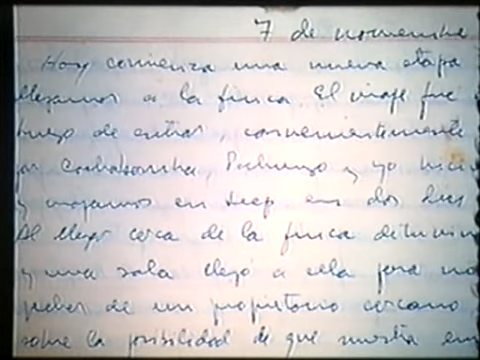 7 de noviembre
Hoy comienza una nueva etapa
llegamos a la finca. El viaje fue
luego de entrar, convenientemente
por Cochabamba, Pachungo y yo
y viajamos en jeep en dos
Al llegar cerca de la finca
y una sola llegó a ella para no
de un propietario cercano
sobre la posibilidad de que nuestra